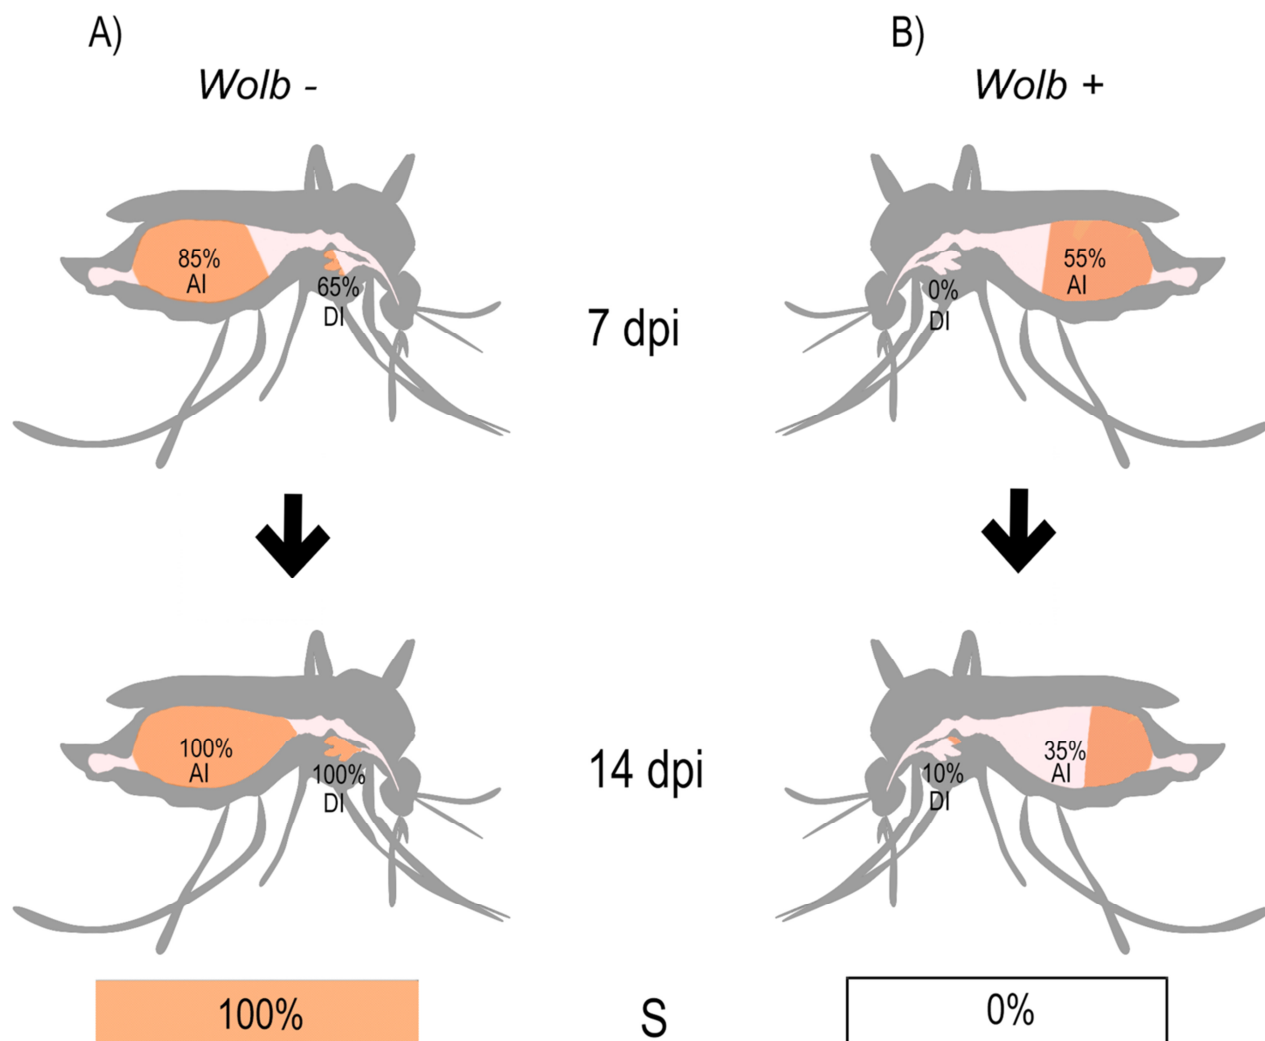 A)
B)
Wolb -
Wolb +
85%
AI
65%
DI
7 dpi
0%
DI
55%
AI
100%
AI
100%
DI
14 dpi
10%
DI
35%
AI
100%
S
0%